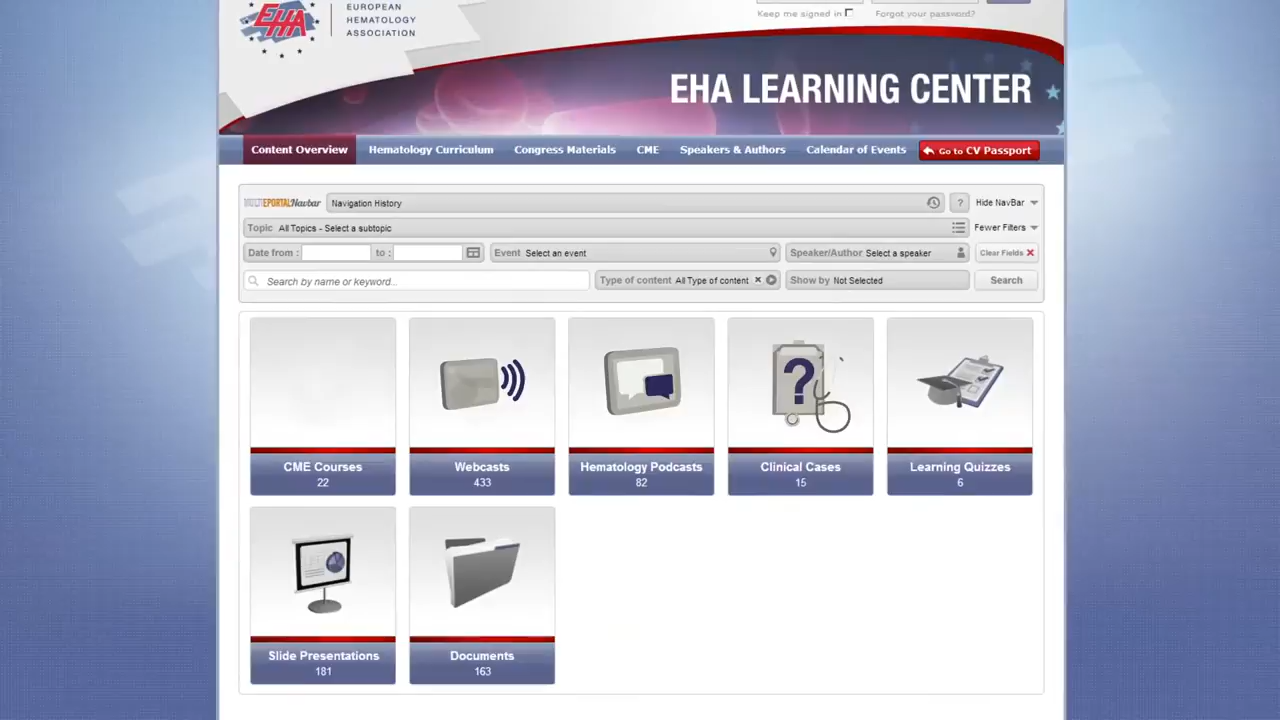 EHA
EUROPEAN
HEMATOLOGY
ASSOCIATION
Keep me signed in
Forgot your password?
EHA LEARNING CENTER
Content Overview
Hematology Curriculum
Congress Materials
CME
Speakers & Authors
Calendar of Events
Go to CV Passport
MULTIEPORTAL Navbar
Navigation History
?
Hide NavBar
Topic All Topics - Select a subtopic
Fewer Filters
Date from :
to :
Event Select an event
Speaker/Author Select a speaker
Clear Fields
Search by name or keyword...
Type of content All Type of content
Show by Not Selected
Search
?
CME Courses
22
Webcasts
433
Hematology Podcasts
82
Clinical Cases
15
Learning Quizzes
6
Slide Presentations
181
Documents
163